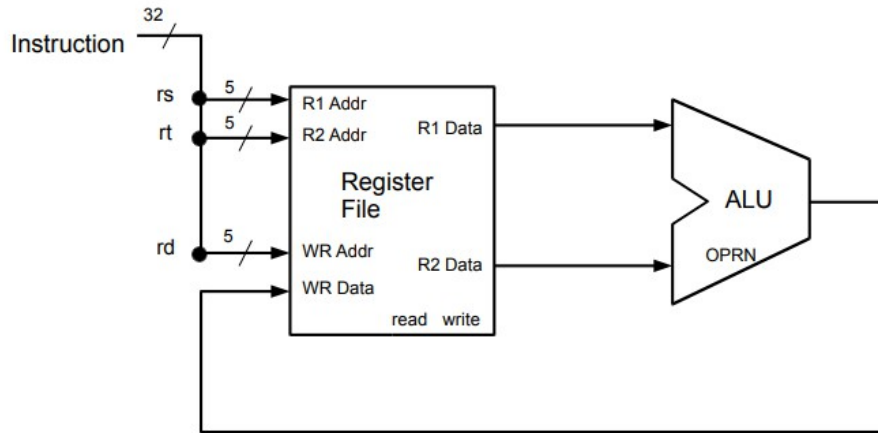 32
Instruction
rs
5
R1 Addr
rt
5
R2 Addr
R1 Data
Register
File
ALU
rd
5
WR Addr
R2 Data
OPRN
WR Data
read write